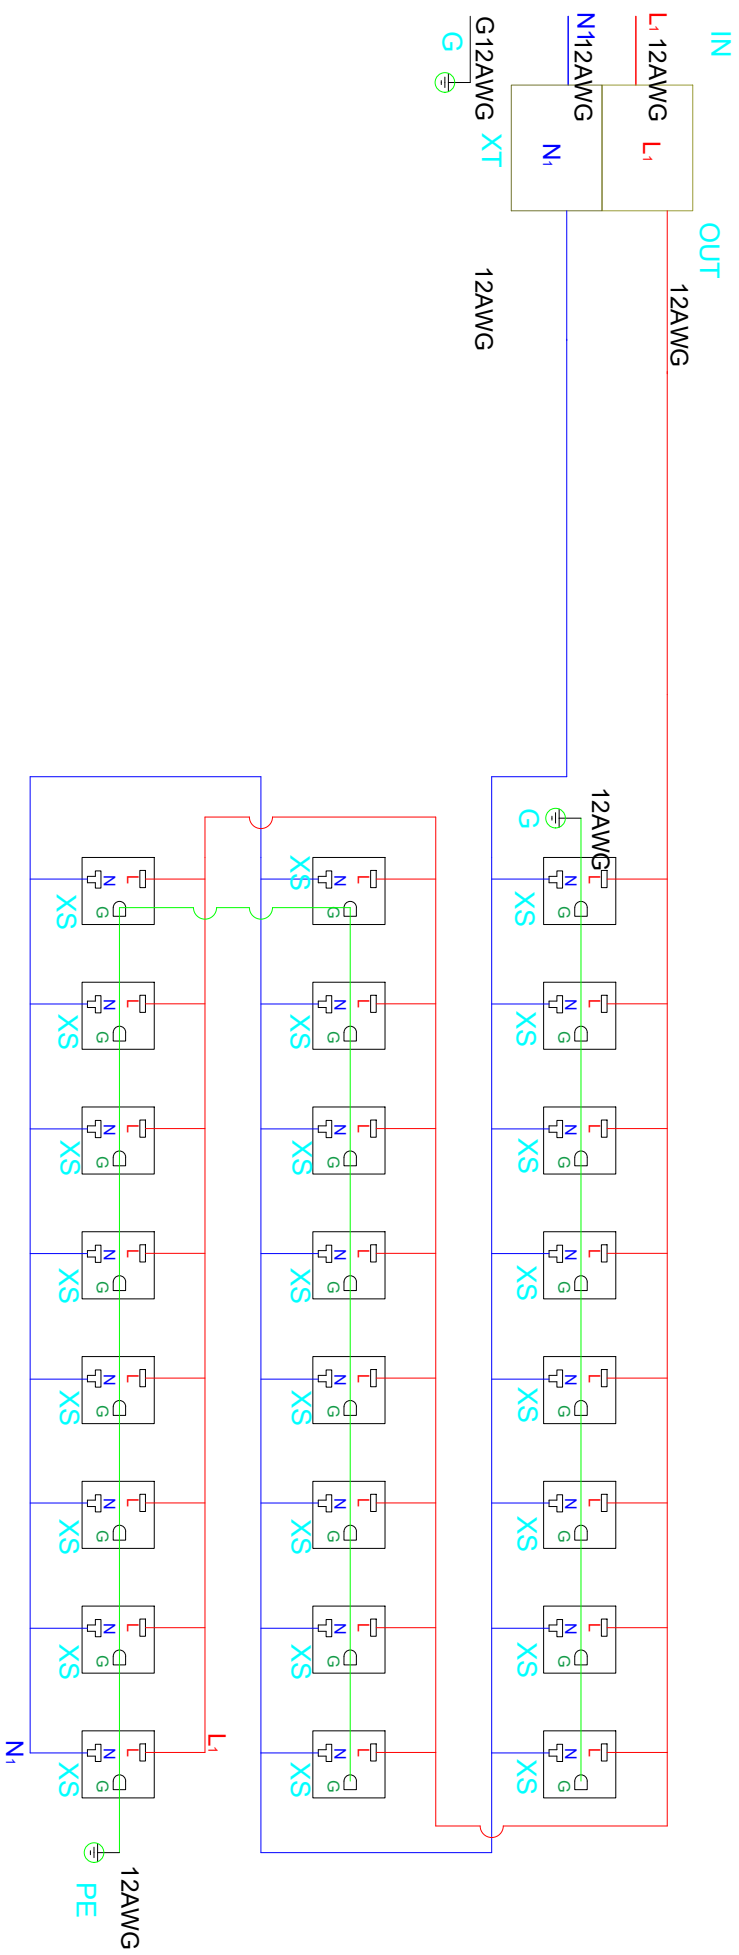 IN OUT
L₁ 12AWG L₁ 12AWG
N1 12AWG N₁
G12AWG XT 12AWG
G
12AWG
L L L L L L L L
N N N N N N N N
G G G G G G G G
G XS XS XS XS XS XS XS XS
L L L L L L L L
N N N N N N N N
G G G G G G G G
XS XS XS XS XS XS XS XS
L₁
L L L L L L L L
N N N N N N N N
G G G G G G G G
12AWG
XS XS XS XS XS XS XS XS PE
N₁